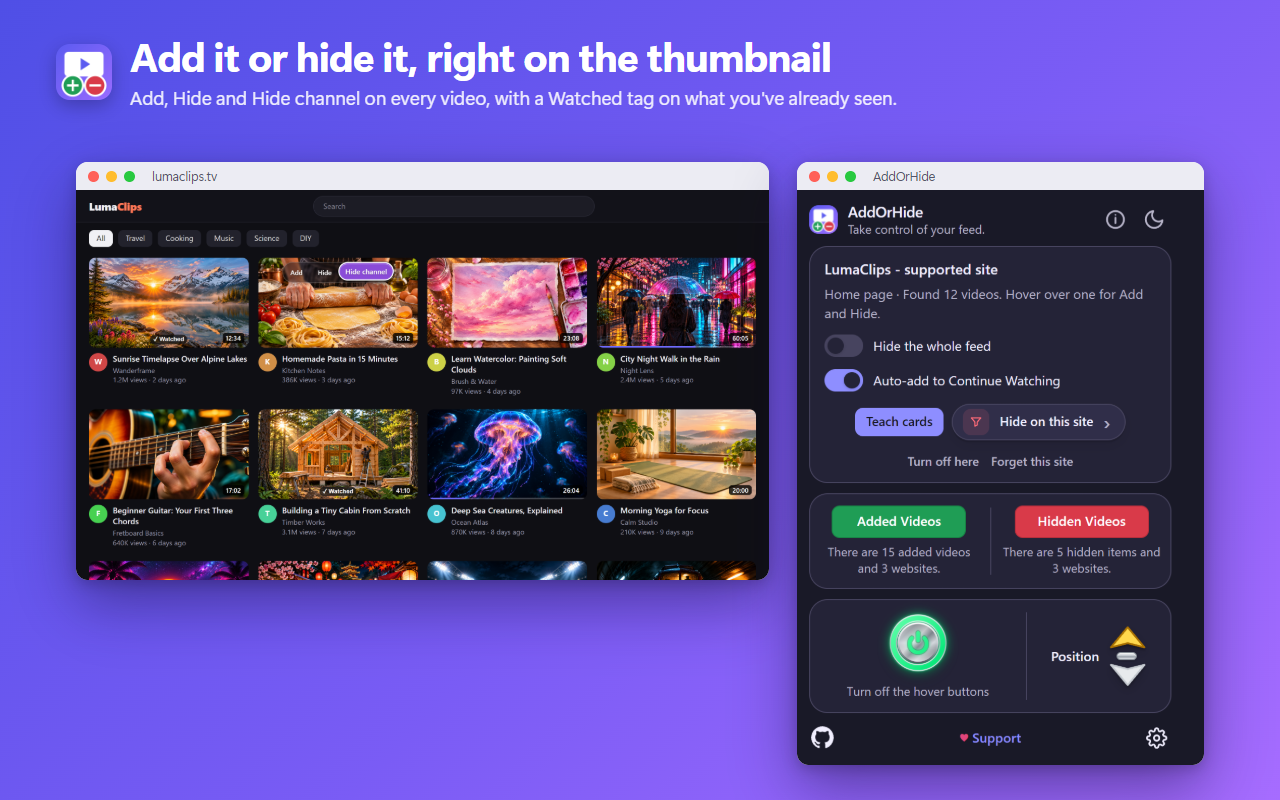 Add it or hide it, right on the thumbnail
Add, Hide and Hide channel on every video, with a Watched tag on what you've already seen.
lumaclips.tv
LumaClips
Search
All
Travel
Cooking
Music
Science
DIY
✓ Watched
12:34
W
Sunrise Timelapse Over Alpine Lakes
Wanderframe
1.2M views · 2 days ago
Add
Hide
Hide channel
15:12
K
Homemade Pasta in 15 Minutes
Kitchen Notes
386K views · 3 days ago
23:08
B
Learn Watercolor: Painting Soft
Clouds
Brush & Water
97K views · 4 days ago
60:05
N
City Night Walk in the Rain
Night Lens
2.4M views · 5 days ago
17:02
F
Beginner Guitar: Your First Three
Chords
Fretboard Basics
640K views · 6 days ago
✓ Watched
41:10
T
Building a Tiny Cabin From Scratch
Timber Works
3.1M views · 7 days ago
26:04
O
Deep Sea Creatures, Explained
Ocean Atlas
870K views · 8 days ago
20:00
C
Morning Yoga for Focus
Calm Studio
210K views · 9 days ago
AddOrHide
AddOrHide
Take control of your feed.
LumaClips - supported site
Home page · Found 12 videos. Hover over one for Add
and Hide.
Hide the whole feed
Auto-add to Continue Watching
Teach cards
Hide on this site ›
Turn off here
Forget this site
Added Videos
There are 15 added videos
and 3 websites.
Hidden Videos
There are 5 hidden items and
3 websites.
Turn off the hover buttons
Position
Support